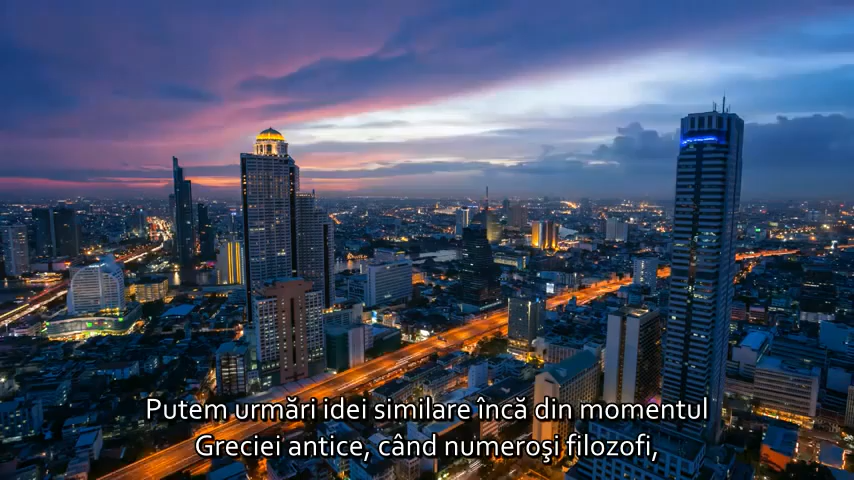 Putem urmări idei similare încă din momentul
Greciei antice, când numeroşi filozofi,